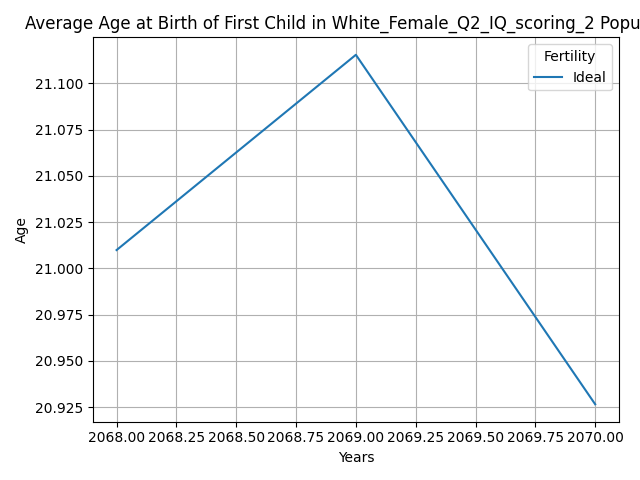 Average Age at Birth of First Child in White_Female_Q2_IQ_scoring_2 Popu
Fertility
Ideal
21.100
21.075
21.050
21.025
21.000
20.975
20.950
20.925
Age
2068.00 2068.25 2068.50 2068.75 2069.00 2069.25 2069.50 2069.75 2070.00
Years